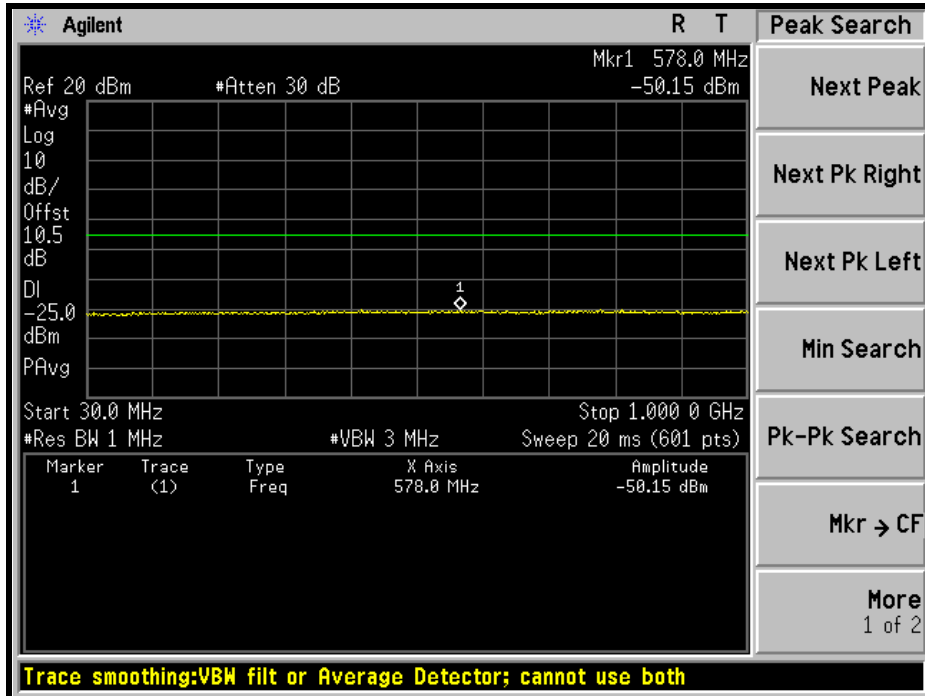 Agilent
R T
Peak Search
Mkr1 578.0 MHz
Ref 20 dBm #Atten 30 dB -50.15 dBm
#Avg
Log
10
dB/
Offst
10.5
dB
DI
-25.0
dBm
PAvg
1
Start 30.0 MHz Stop 1.000 0 GHz
#Res BW 1 MHz #VBW 3 MHz Sweep 20 ms (601 pts)
Marker Trace Type X Axis Amplitude
1 (1) Freq 578.0 MHz -50.15 dBm
Next Peak
Next Pk Right
Next Pk Left
Min Search
Pk-Pk Search
Mkr → CF
More
1 of 2
Trace smoothing:VBW filt or Average Detector; cannot use both